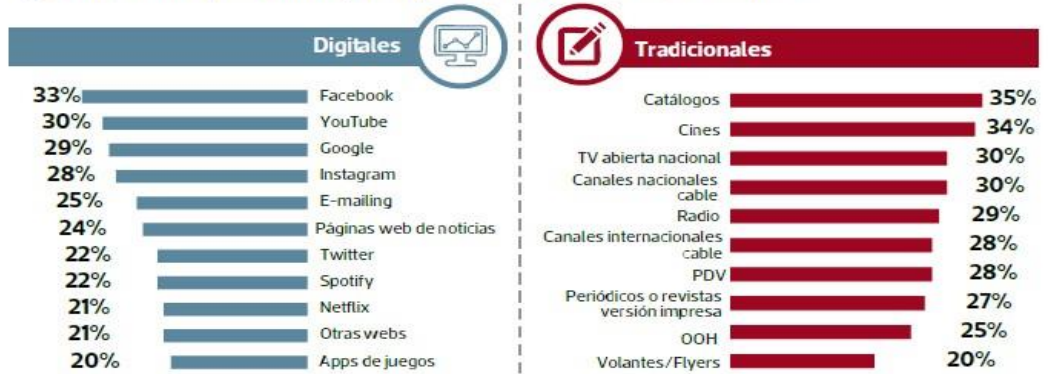 Digitales
33% Facebook
30% YouTube
29% Google
28% Instagram
25% E-mailing
24% Páginas web de noticias
22% Twitter
22% Spotify
21% Netflix
21% Otras webs
20% Apps de juegos
Tradicionales
Catálogos 35%
Cines 34%
TV abierta nacional 30%
Canales nacionales
cable 30%
Radio 29%
Canales internacionales
cable 28%
PDV 28%
Periódicos o revistas
versión impresa 27%
OOH 25%
Volantes/Flyers 20%